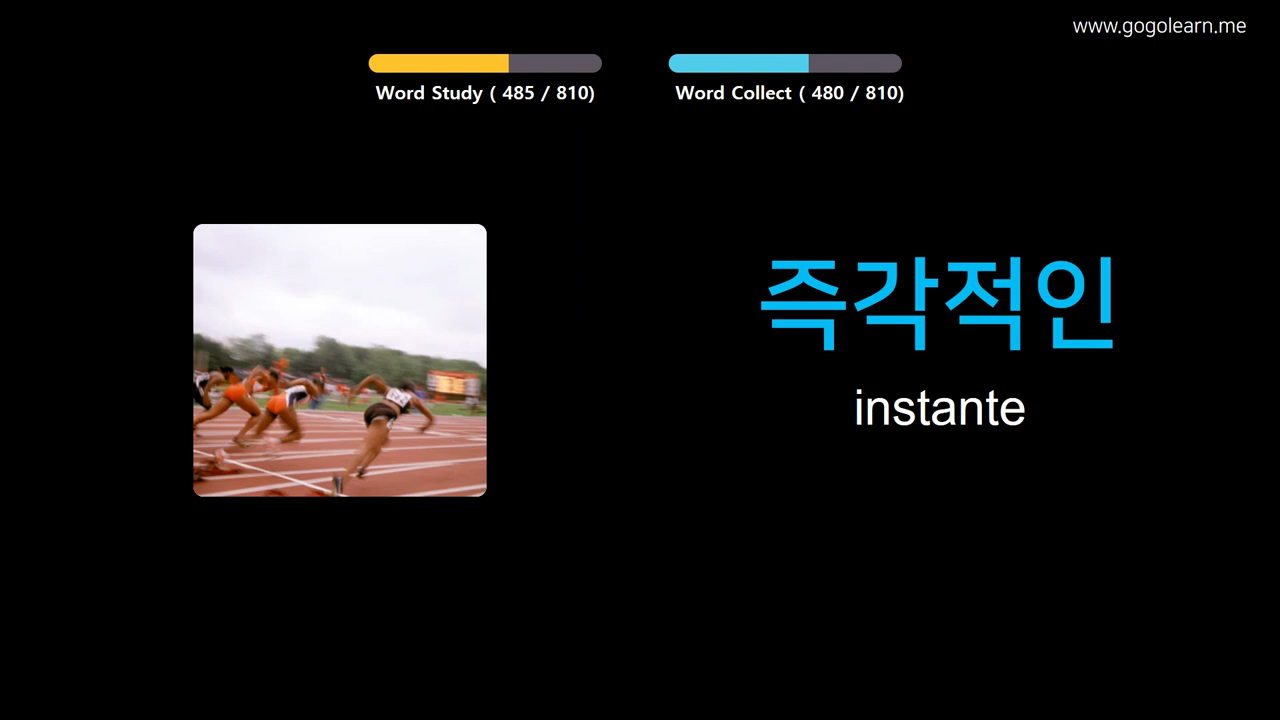 www.gogolearn.me
Word Study ( 485 / 810)
Word Collect ( 480 / 810)
즉각적인
instante